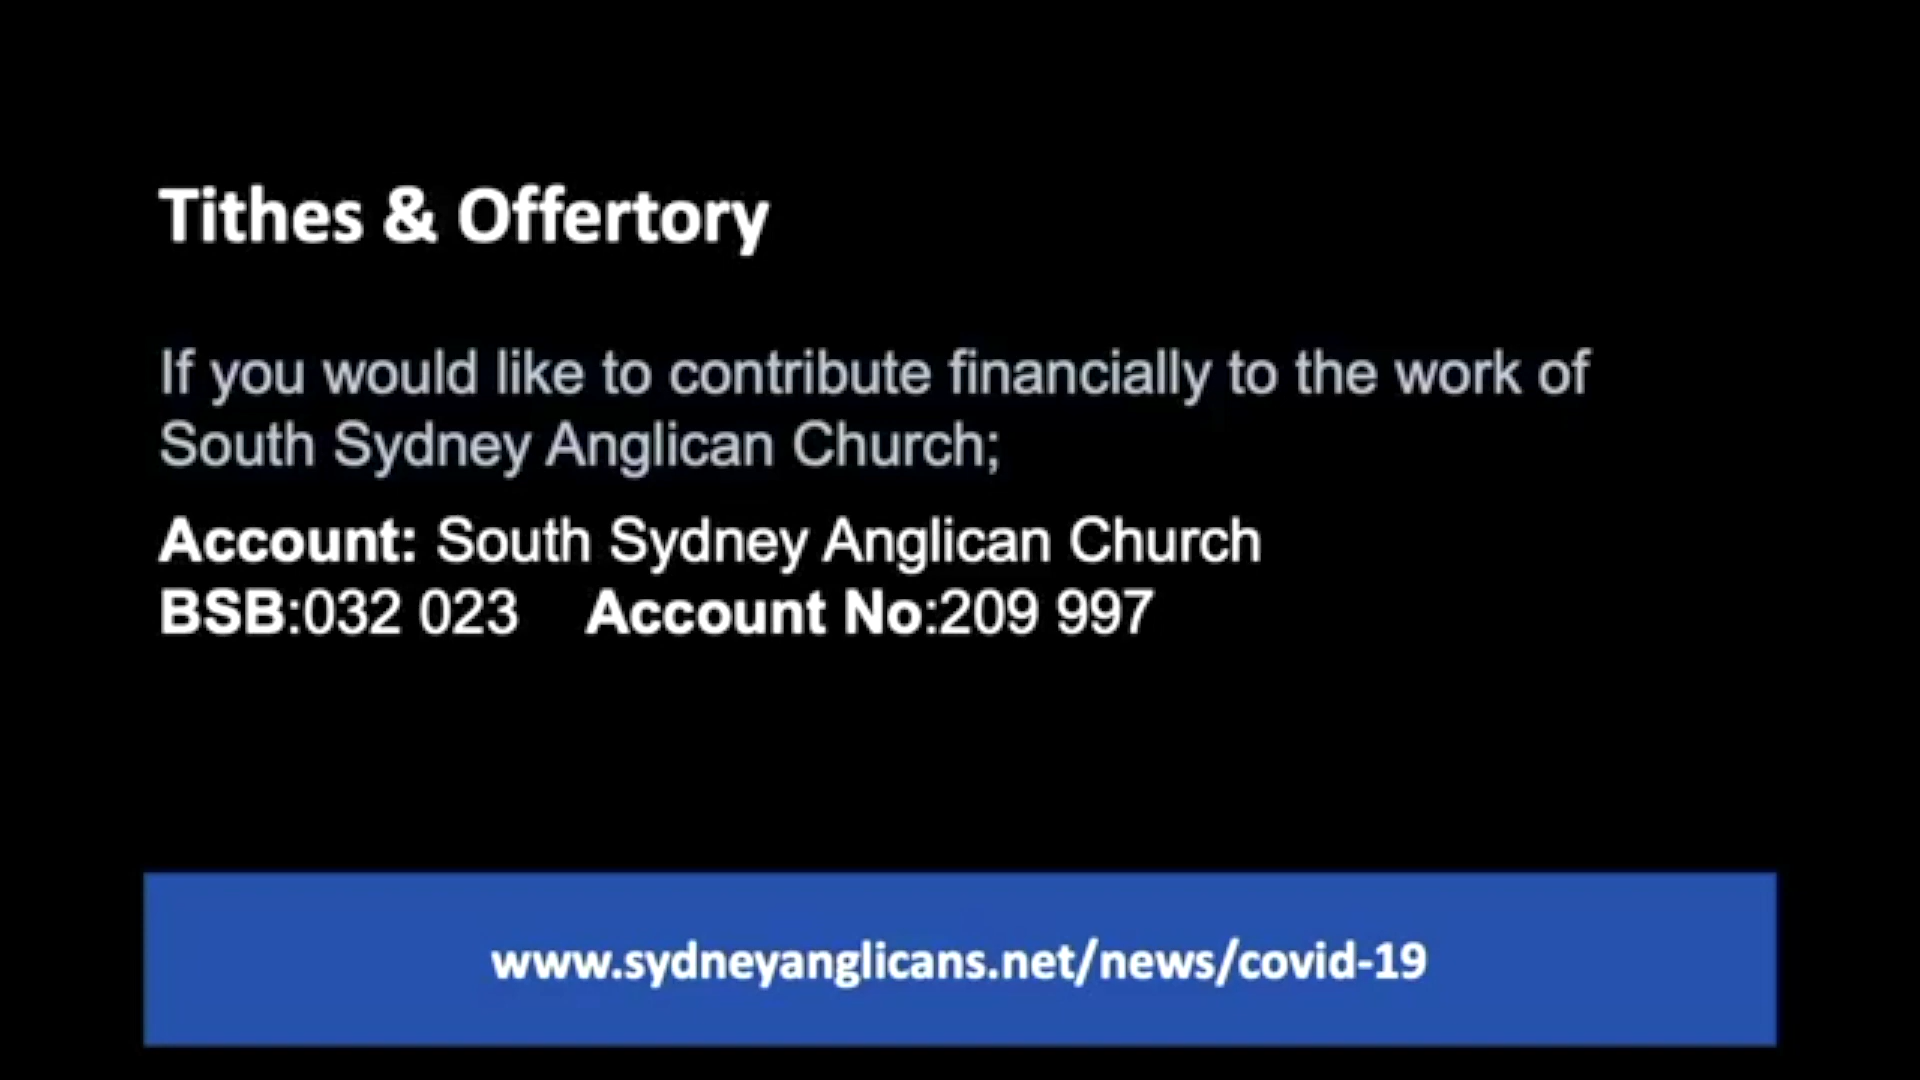 Tithes & Offertory
If you would like to contribute financially to the work of
South Sydney Anglican Church;
Account: South Sydney Anglican Church
BSB:032 023 Account No:209 997
www.sydneyanglicans.net/news/covid-19